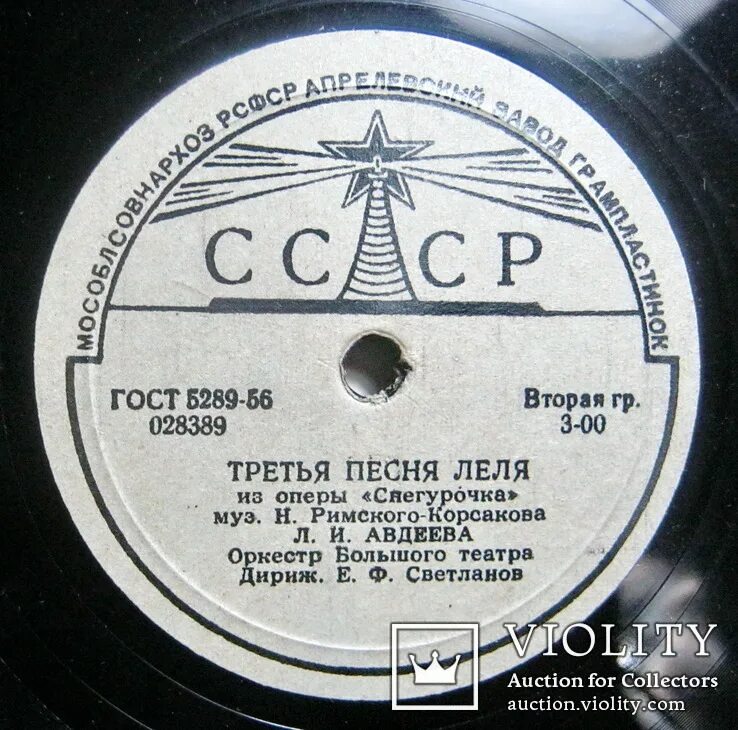 МОСОБЛСОВНАРХОЗ РСФСР АПРЕЛЕВСКИЙ ЗАВОД ГРАМПЛАСТИНОК
СССР
ГОСТ 5289-56
028389
Вторая гр.
3-00
ТРЕТЬЯ ПЕСНЯ ЛЕЛЯ
из оперы «Снегурочка»
муз. Н. Римского-Корсакова
Л. И. АВДЕЕВА
Оркестр Большого театра
Дириж. Е. Ф. Светланов
VIOLITY
Auction for Collectors
auction.violity.com